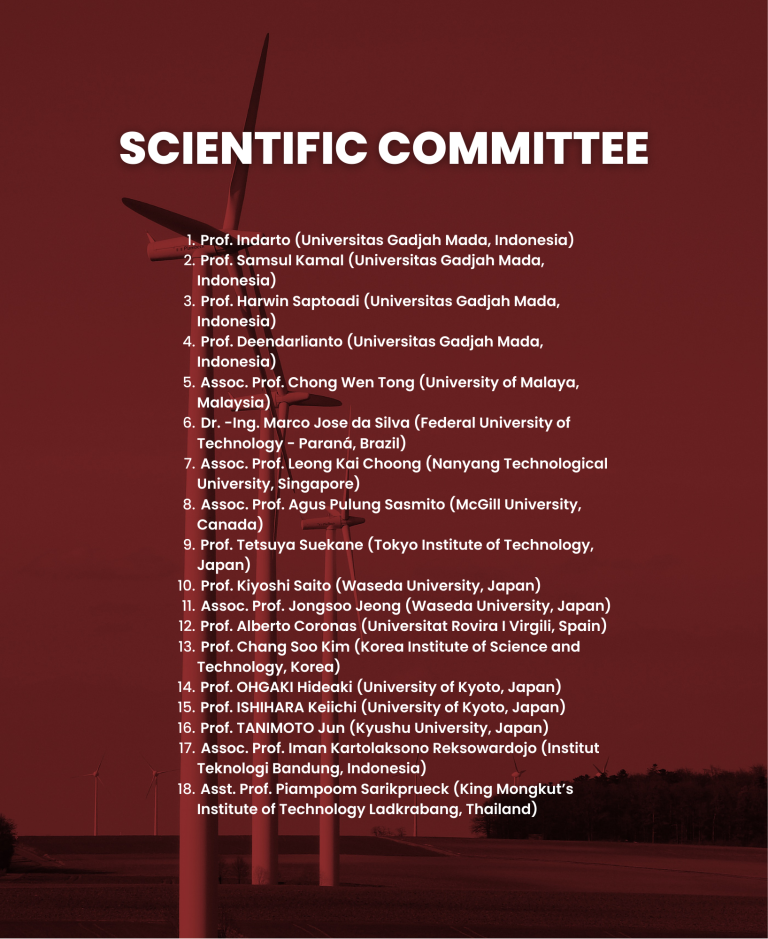 SCIENTIFIC COMMITTEE
1. Prof. Indarto (Universitas Gadjah Mada, Indonesia)
2. Prof. Samsul Kamal (Universitas Gadjah Mada,
Indonesia)
3. Prof. Harwin Saptoadi (Universitas Gadjah Mada,
Indonesia)
4. Prof. Deendarlianto (Universitas Gadjah Mada,
Indonesia)
5. Assoc. Prof. Chong Wen Tong (University of Malaya,
Malaysia)
6. Dr. -Ing. Marco Jose da Silva (Federal University of
Technology - Paraná, Brazil)
7. Assoc. Prof. Leong Kai Choong (Nanyang Technological
University, Singapore)
8. Assoc. Prof. Agus Pulung Sasmito (McGill University,
Canada)
9. Prof. Tetsuya Suekane (Tokyo Institute of Technology,
Japan)
10. Prof. Kiyoshi Saito (Waseda University, Japan)
11. Assoc. Prof. Jongsoo Jeong (Waseda University, Japan)
12. Prof. Alberto Coronas (Universitat Rovira I Virgili, Spain)
13. Prof. Chang Soo Kim (Korea Institute of Science and
Technology, Korea)
14. Prof. OHGAKI Hideaki (University of Kyoto, Japan)
15. Prof. ISHIHARA Keiichi (University of Kyoto, Japan)
16. Prof. TANIMOTO Jun (Kyushu University, Japan)
17. Assoc. Prof. Iman Kartolaksono Reksowardojo (Institut
Teknologi Bandung, Indonesia)
18. Asst. Prof. Piampoom Sarikprueck (King Mongkut’s
Institute of Technology Ladkrabang, Thailand)